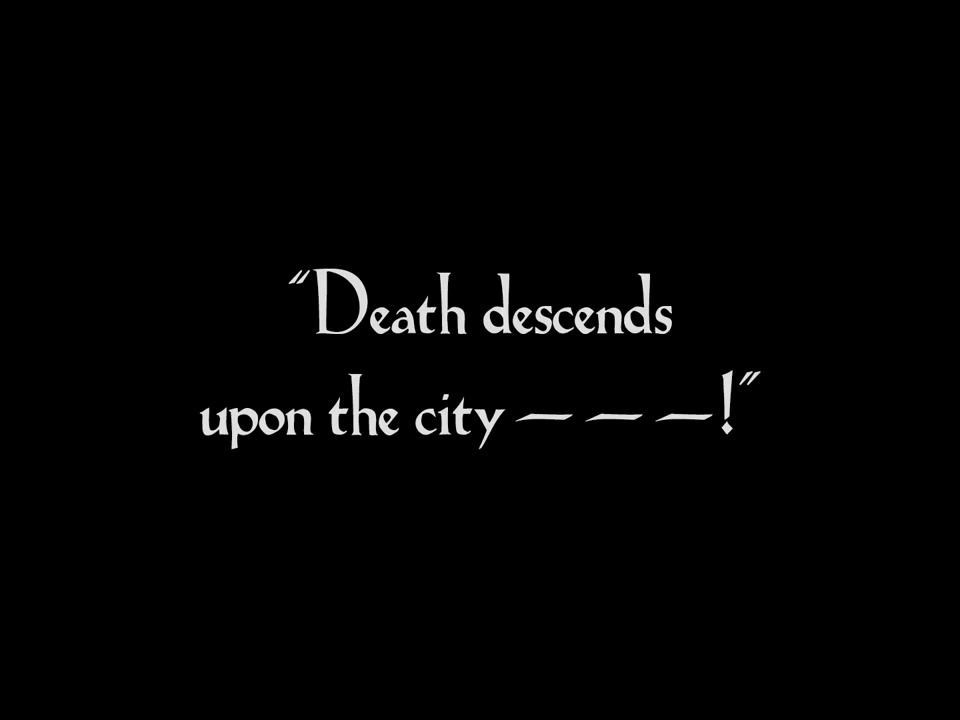 "Death descends
upon the city — — —!"